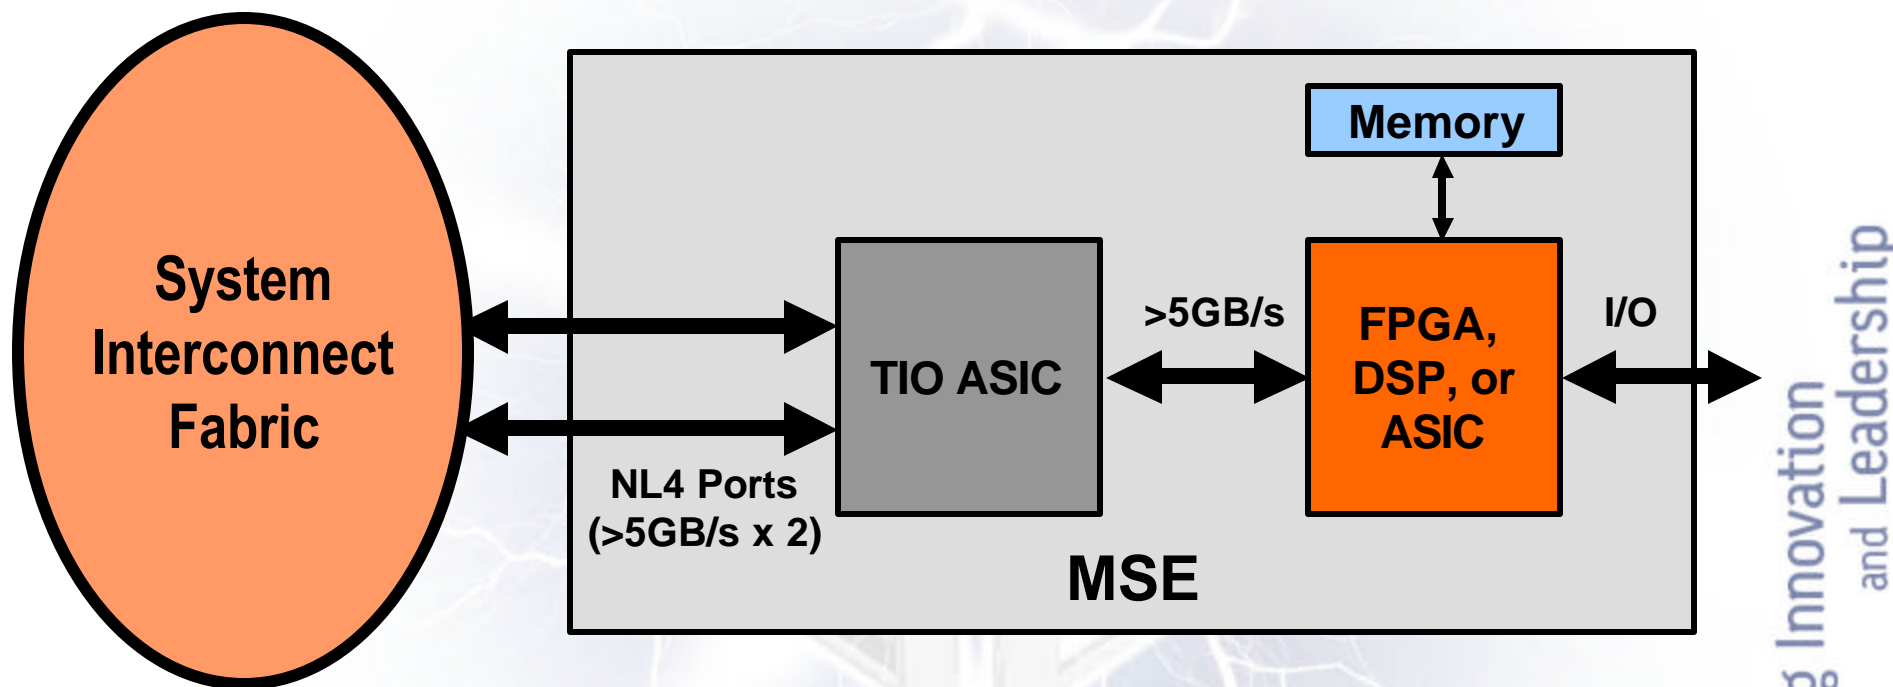 System
Interconnect
Fabric
NL4 Ports
(>5GB/s x 2)
TIO ASIC
>5GB/s
Memory
FPGA,
DSP, or
ASIC
I/O
MSE
Innovation
and Leadership